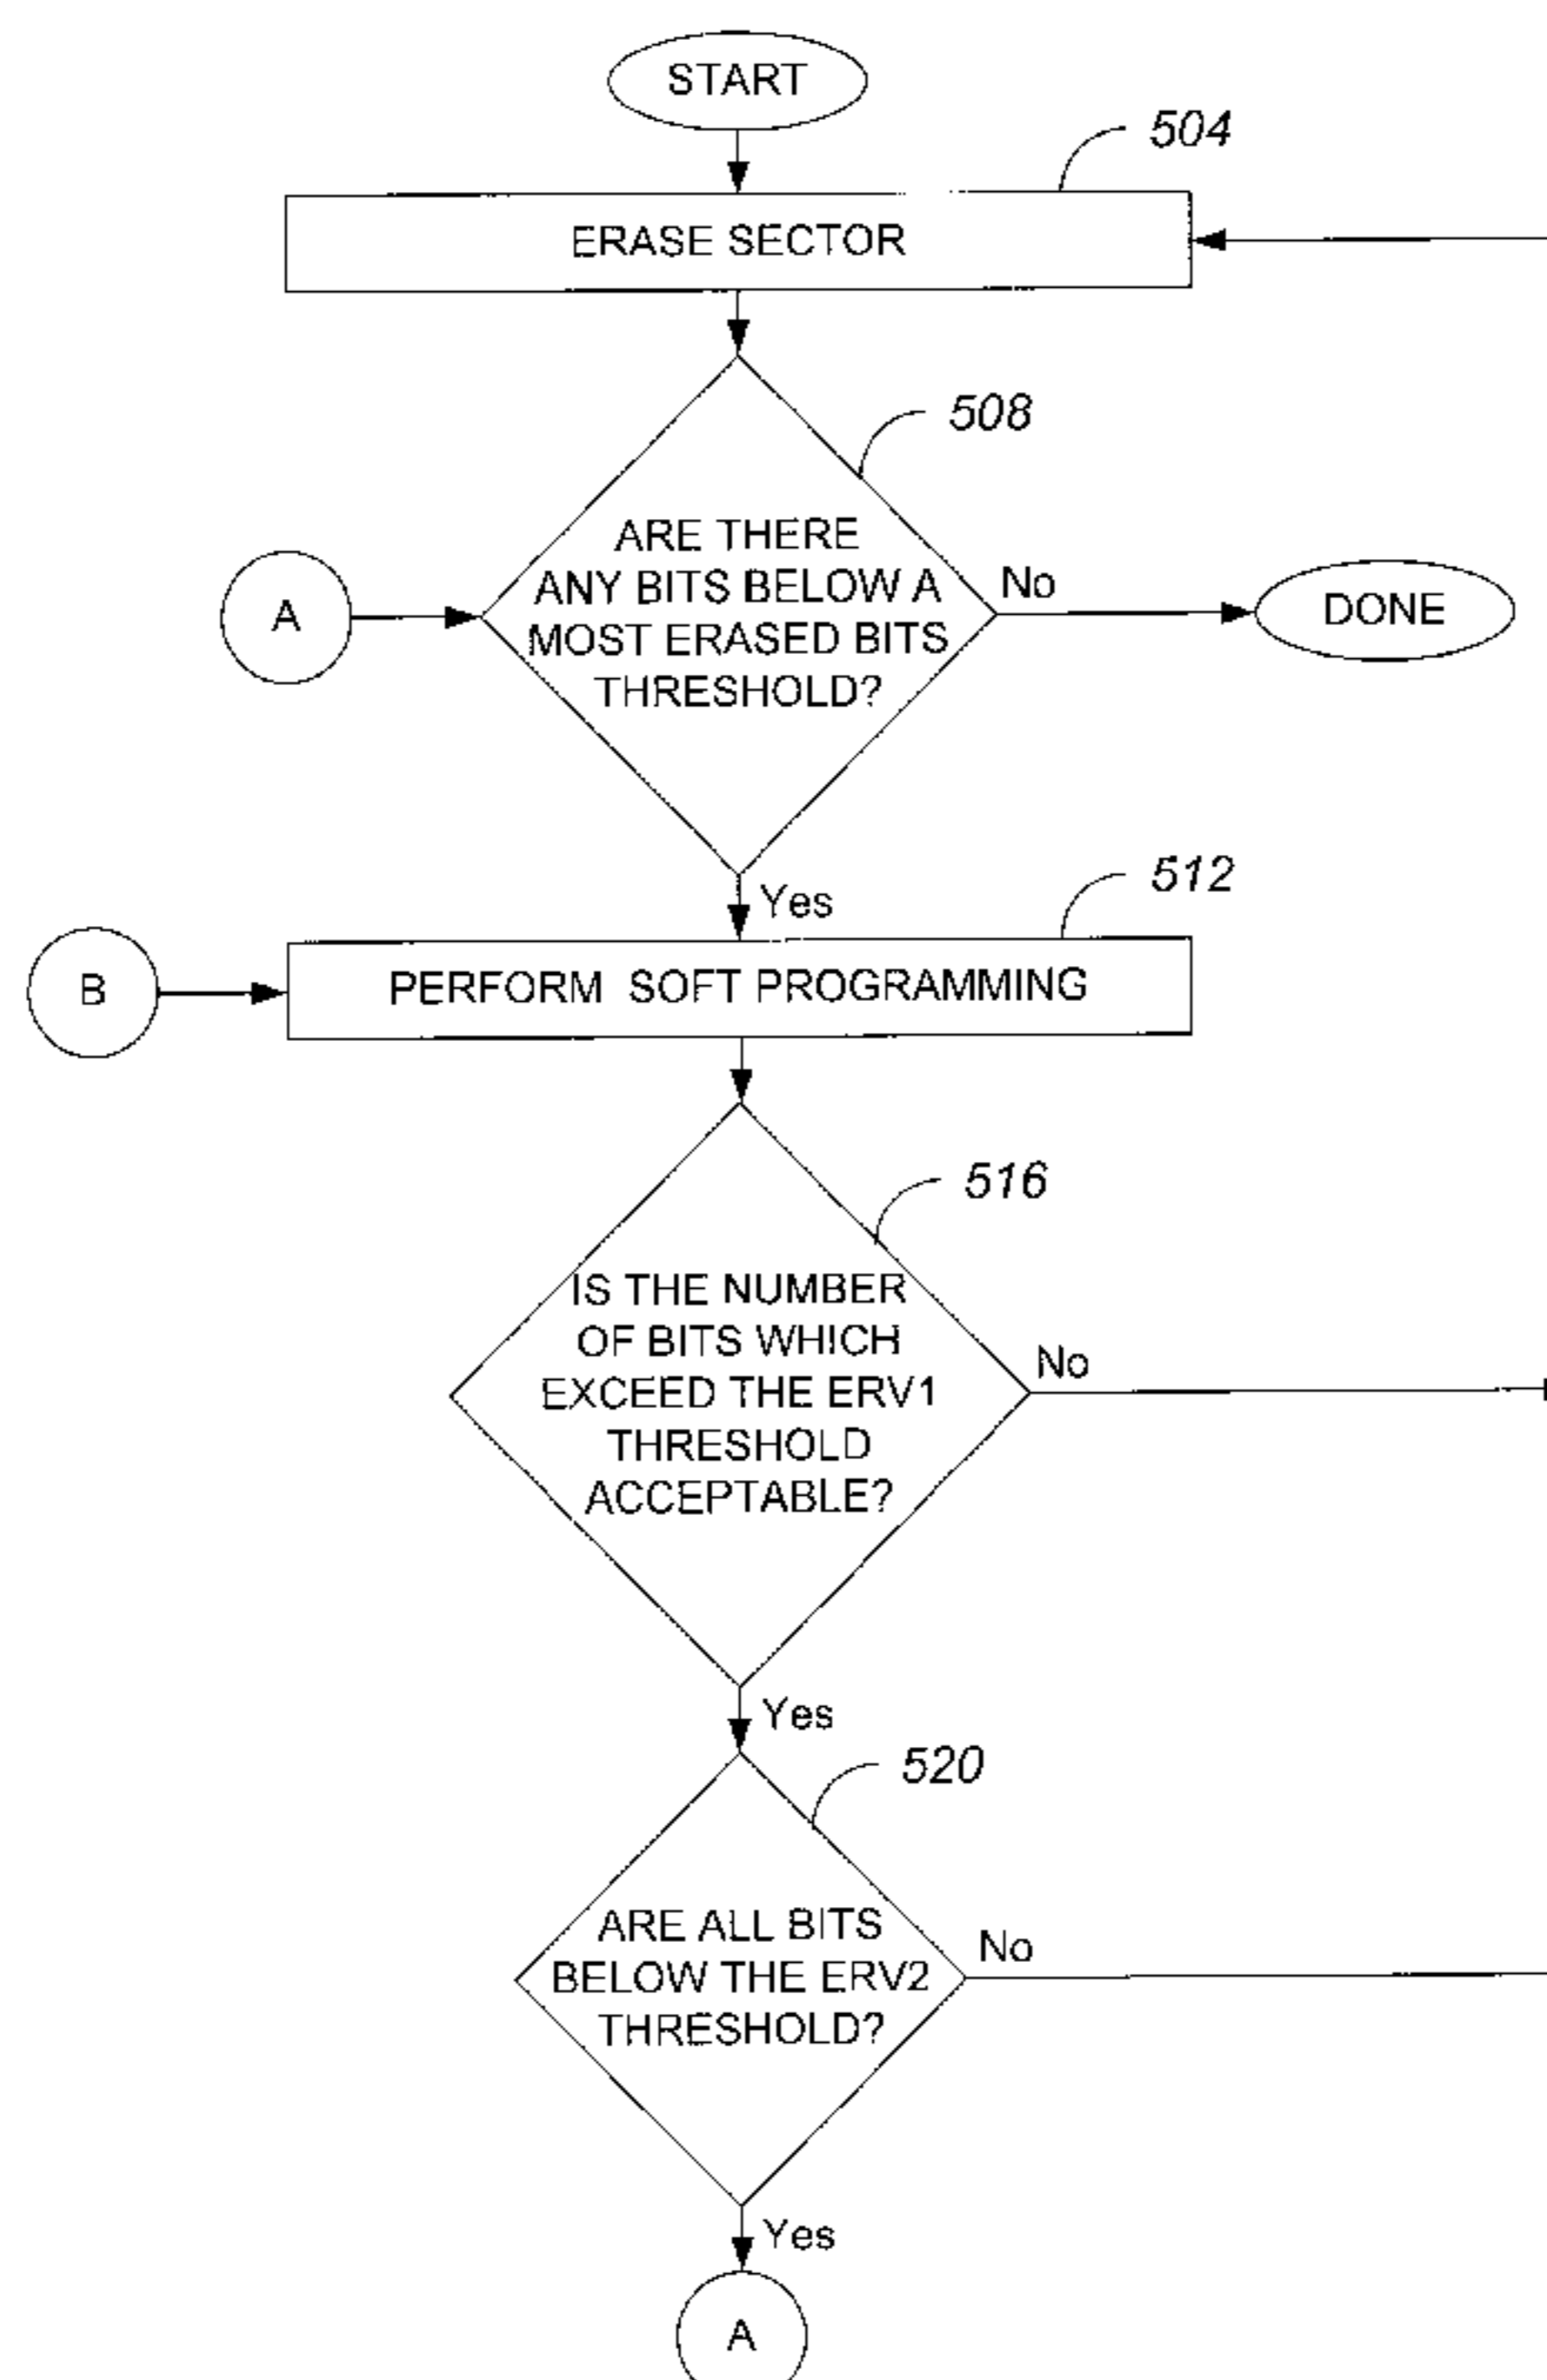 START
504
ERASE SECTOR
508
ARE THERE
ANY BITS BELOW A
MOST ERASED BITS
THRESHOLD?
No
DONE
A
Yes
512
B
PERFORM SOFT PROGRAMMING
516
IS THE NUMBER
OF BITS WHICH
EXCEED THE ERV1
THRESHOLD
ACCEPTABLE?
No
Yes
520
ARE ALL BITS
BELOW THE ERV2
THRESHOLD?
No
Yes
A